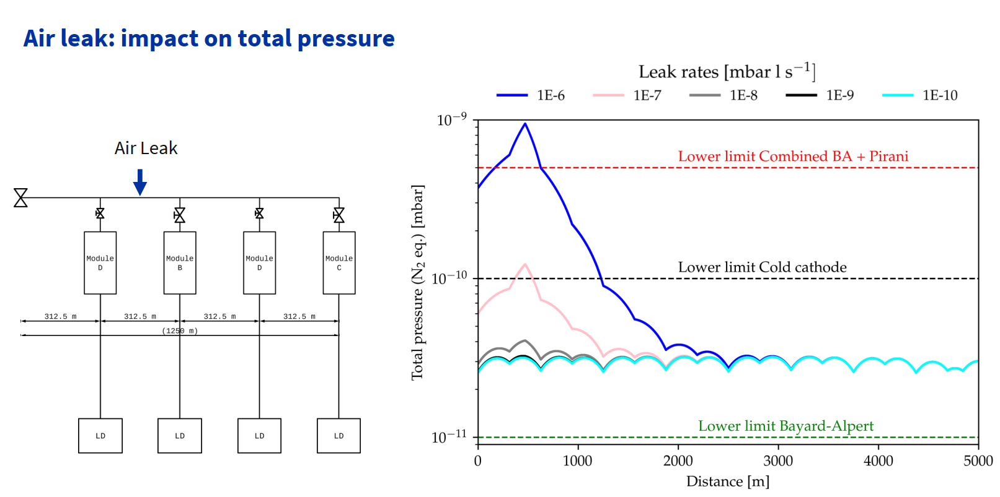 Air leak: impact on total pressure
Air Leak
Module
D
Module
B
Module
D
Module
C
312.5 m
312.5 m
312.5 m
312.5 m
(1250 m)
LD
LD
LD
LD
Leak rates [mbar l s⁻¹]
1E-6
1E-7
1E-8
1E-9
1E-10
Total pressure (N₂ eq.) [mbar]
10⁻⁹
10⁻¹⁰
10⁻¹¹
Lower limit Combined BA + Pirani
Lower limit Cold cathode
Lower limit Bayard-Alpert
0
1000
2000
3000
4000
5000
Distance [m]